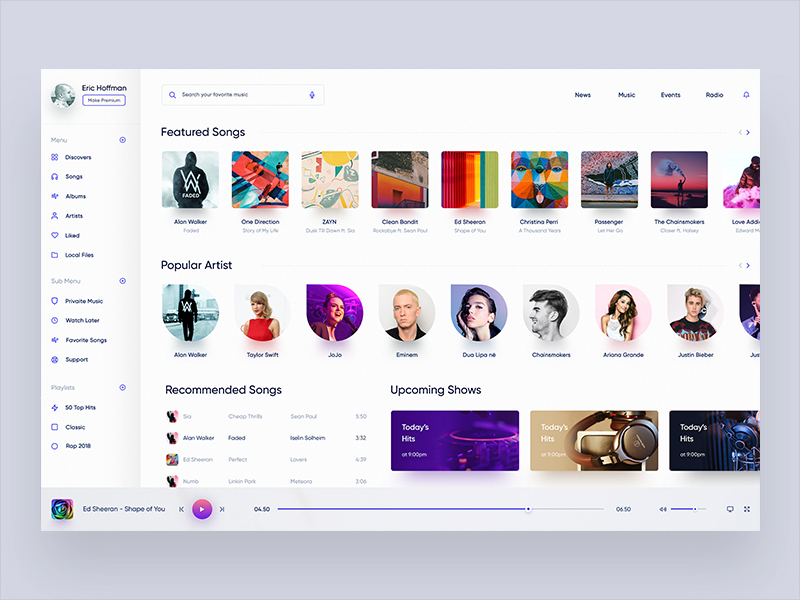 Eric Hoffman
Make Premium
Search your favorite music
News
Music
Events
Radio
Menu
Discovers
Songs
Albums
Artists
Liked
Local Files
Sub Menu
Privaite Music
Watch Later
Favorite Songs
Support
Playlists
50 Top Hits
Classic
Rap 2018
Featured Songs
FADED
Alan Walker
Faded
One Direction
Story of My Life
ZAYN
Dusk Till Dawn ft. Sia
Clean Bandit
Rockabye ft. Sean Paul
Ed Sheeran
Shape of You
Christina Perri
A Thousand Years
Passenger
Let Her Go
The Chainsmokers
Closer ft. Halsey
Love Addi
Edward M
Popular Artist
Alan Walker
Taylor Swift
JoJo
Eminem
Dua Lipa né
Chainsmokers
Ariana Grande
Justin Bieber
Jus
Recommended Songs
Sia Cheap Thrills Sean Paul 5:50
Alan Walker Faded Iselin Solheim 3:32
Ed Sheeran Perfect Lovers 4:39
Numb Linkin Park Meteora 3:06
Upcoming Shows
Today's
Hits
at 9:00pm
Today's
Hits
at 9:00pm
Today's
Hits
at 9:00pm
Ed Sheeran - Shape of You
04.50
06:50